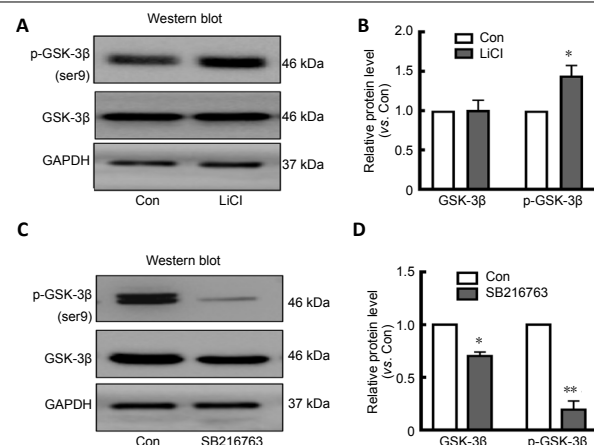 A
Western blot
p-GSK-3β
(ser9)
46 kDa
GSK-3β
46 kDa
GAPDH
37 kDa
Con LiCl
B
Relative protein level
(vs. Con)
2.0
1.5
1.0
0.5
0
Con
LiCl
*
GSK-3β p-GSK-3β
C
Western blot
p-GSK-3β
(ser9)
46 kDa
GSK-3β
46 kDa
GAPDH
37 kDa
Con SB216763
D
Relative protein level
(vs. Con)
1.5
1.0
0.5
0
Con
SB216763
*
**
GSK-3β p-GSK-3β